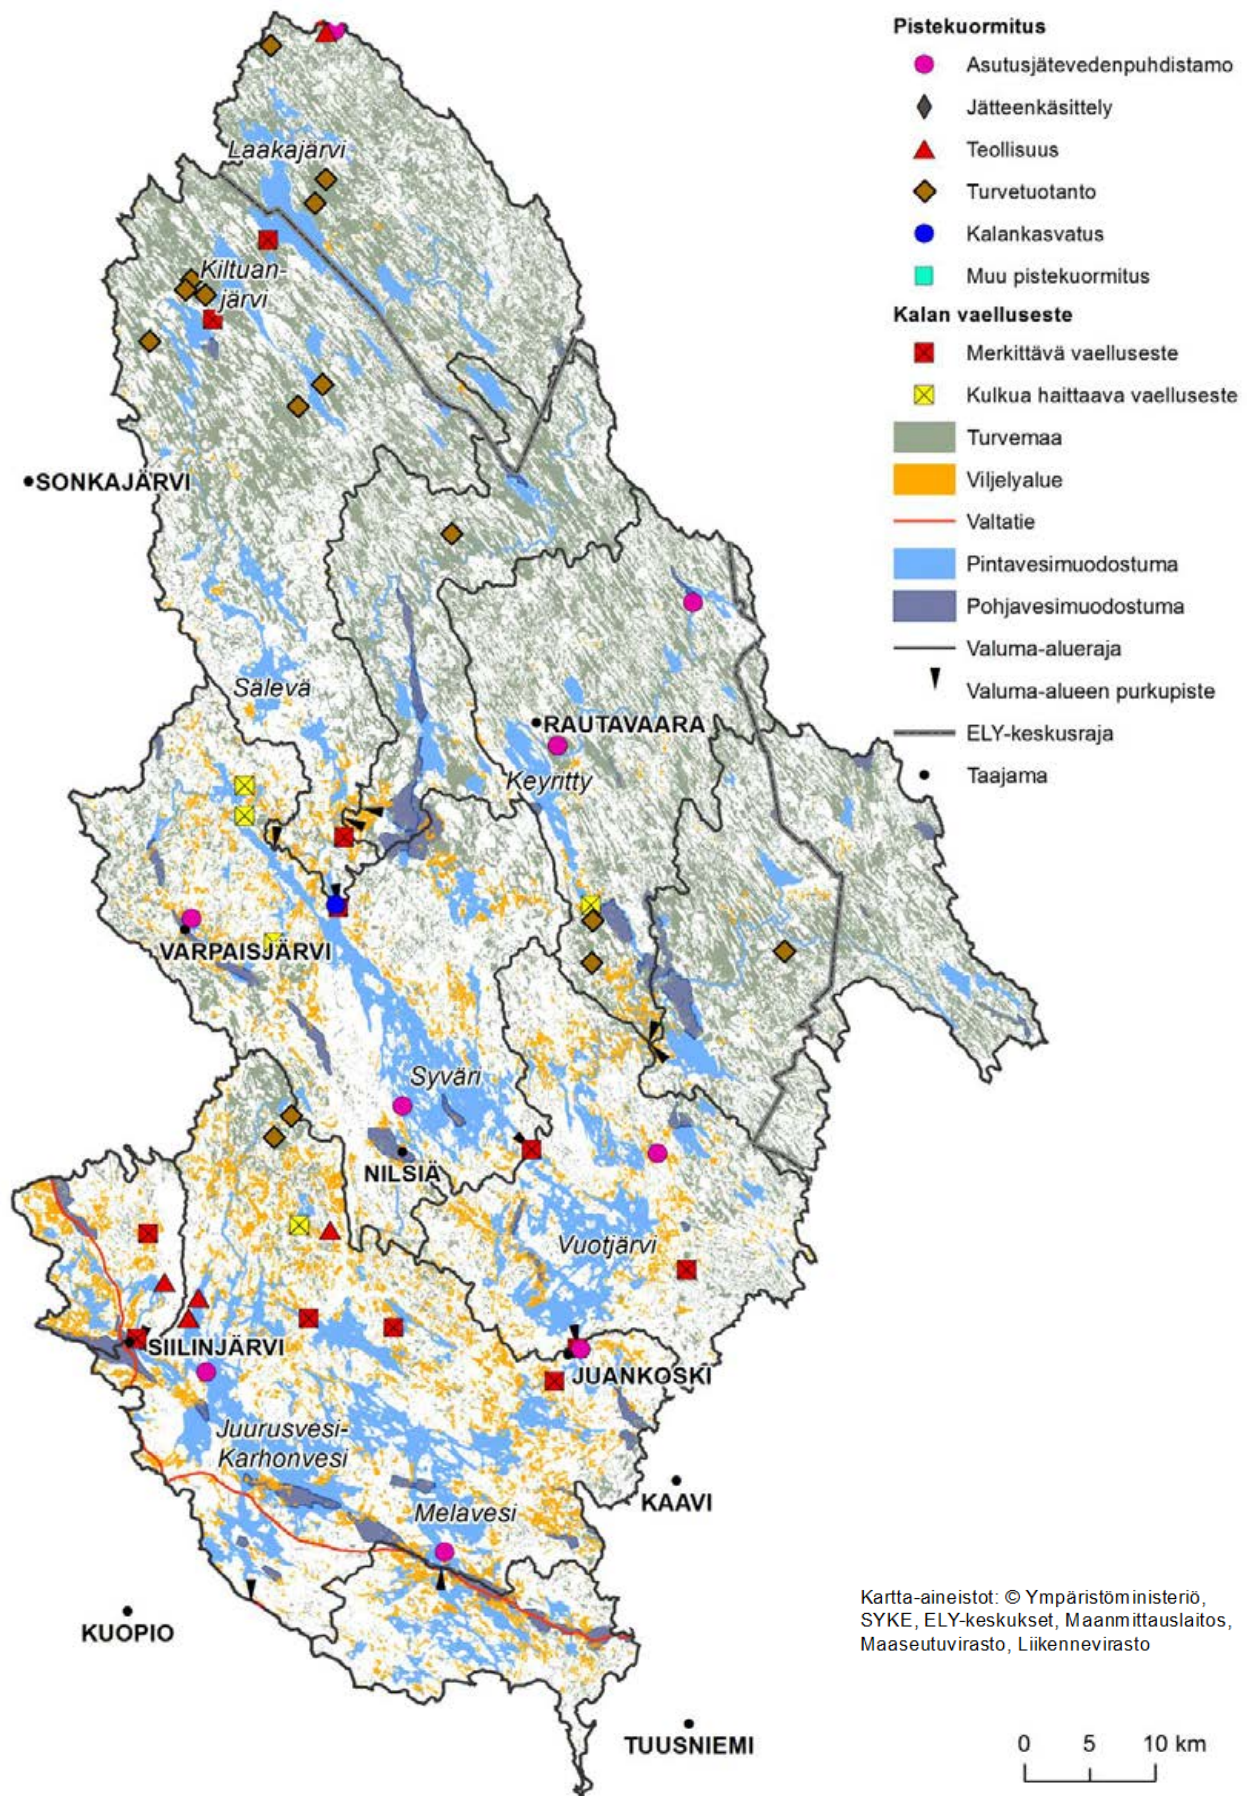 Pistekuormitus
Asutusjätevedenpuhdistamo
Jätteenkäsittely
Teollisuus
Turvetuotanto
Kalankasvatus
Muu pistekuormitus
Kalan vaelluseste
Merkittävä vaelluseste
Kulkua haittaava vaelluseste
Turvemaa
Viljelyalue
Valtatie
Pintavesimuodostuma
Pohjavesimuodostuma
Valuma-alueraja
Valuma-alueen purkupiste
ELY-keskusraja
Taajama
Laakajärvi
Kiltuan-
järvi
SONKAJÄRVI
Sälevä
RAUTAVAARA
Keyritty
VARPAISJÄRVI
Syväri
NILSIÄ
Vuotjärvi
SIILINJÄRVI
JUANKOSKI
Juurusvesi-
Karhonvesi
KAAVI
Melavesi
KUOPIO
TUUSNIEMI
Kartta-aineistot: © Ympäristöministeriö,
SYKE, ELY-keskukset, Maanmittauslaitos,
Maaseutuvirasto, Liikennevirasto
0 5 10 km